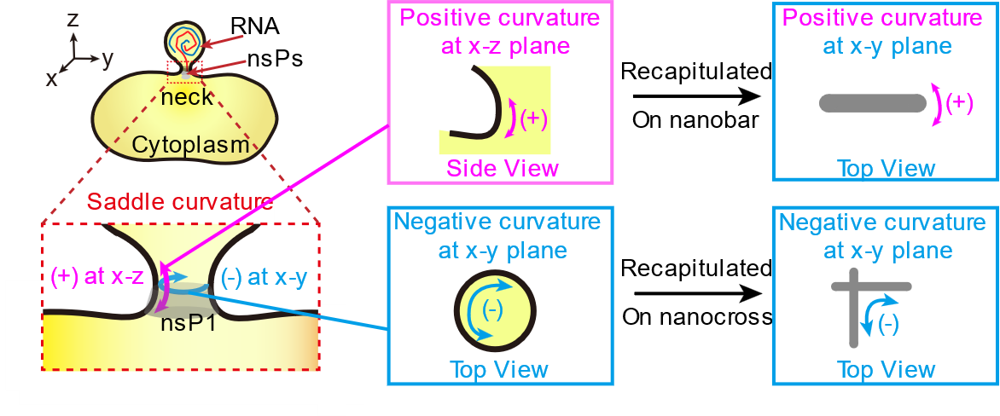 z
y
x
RNA
nsPs
neck
Cytoplasm
Saddle curvature
(+) at x-z
(-) at x-y
nsP1
Positive curvature
at x-z plane
(+)
Side View
Recapitulated
On nanobar
Positive curvature
at x-y plane
(+)
Top View
Negative curvature
at x-y plane
(-)
Top View
Recapitulated
On nanocross
Negative curvature
at x-y plane
(-)
Top View